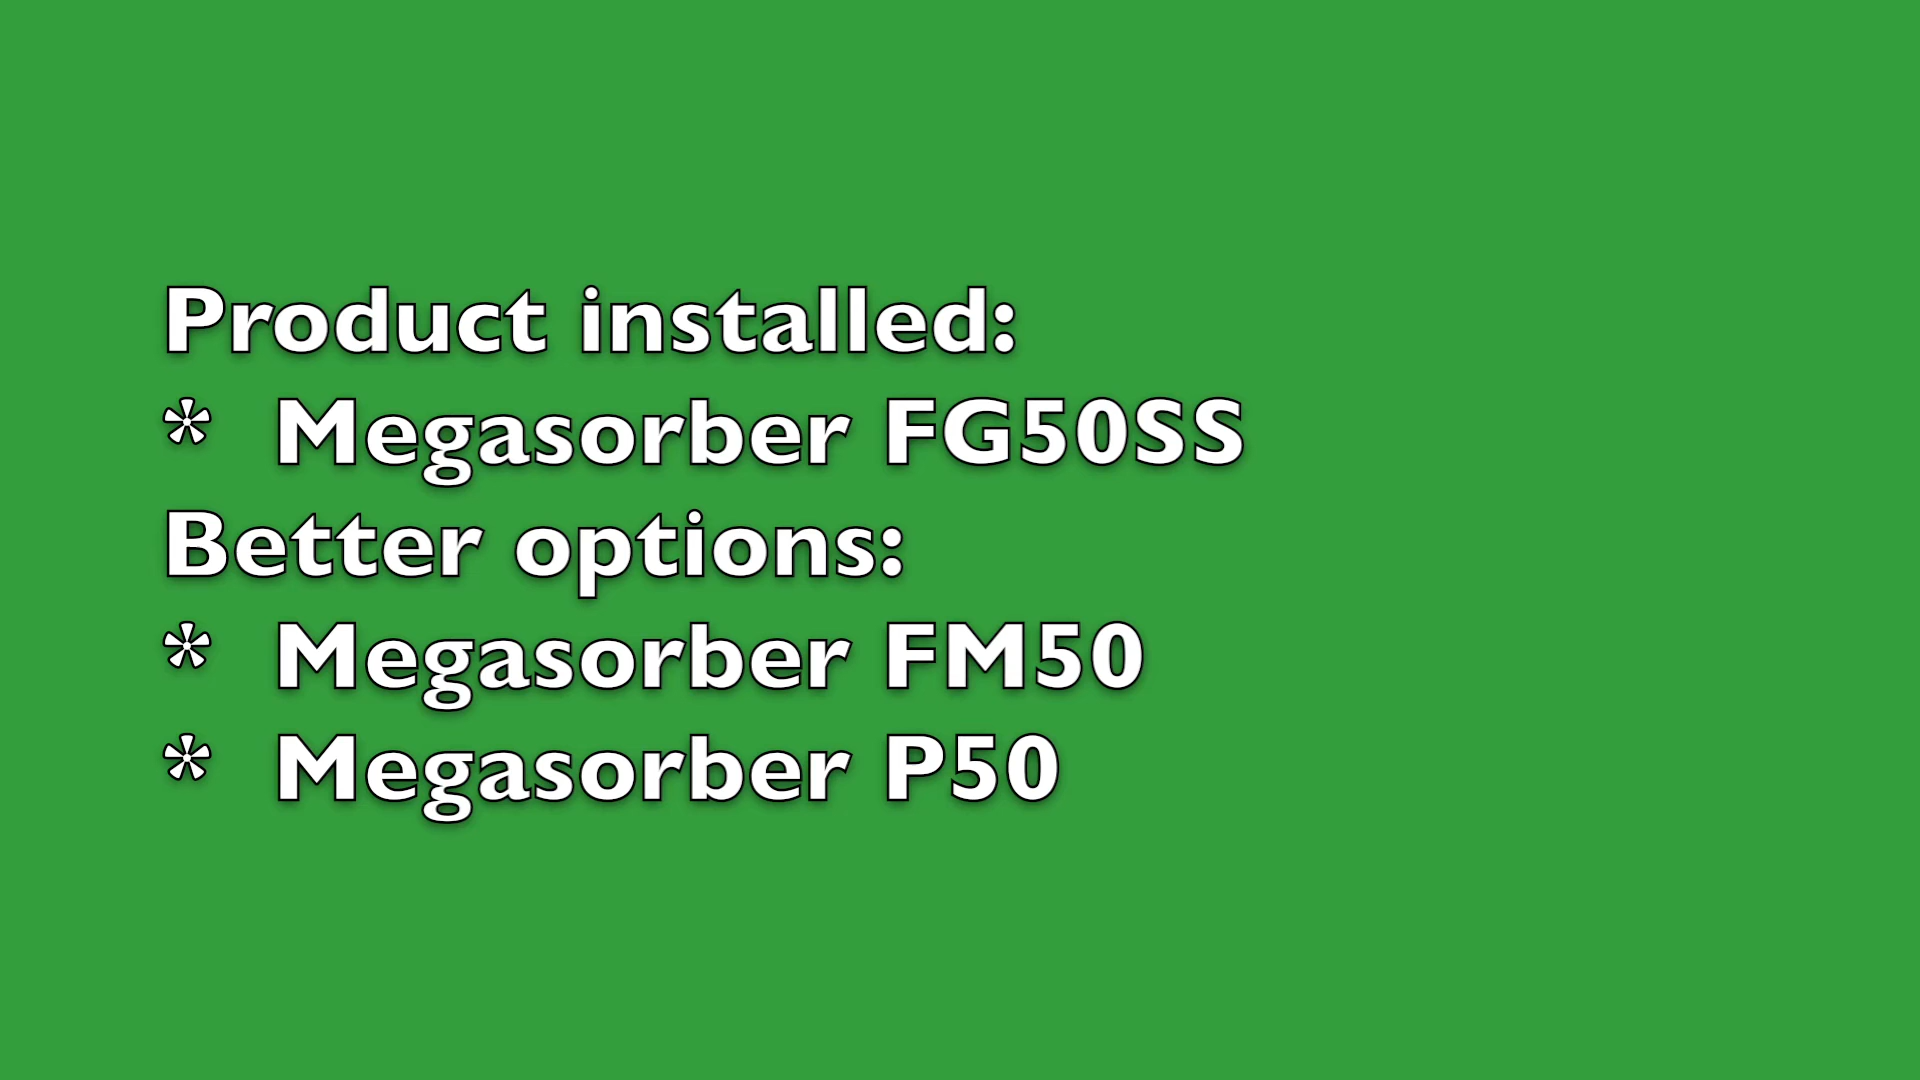 Product installed:
* Megasorber FG50SS
Better options:
* Megasorber FM50
* Megasorber P50